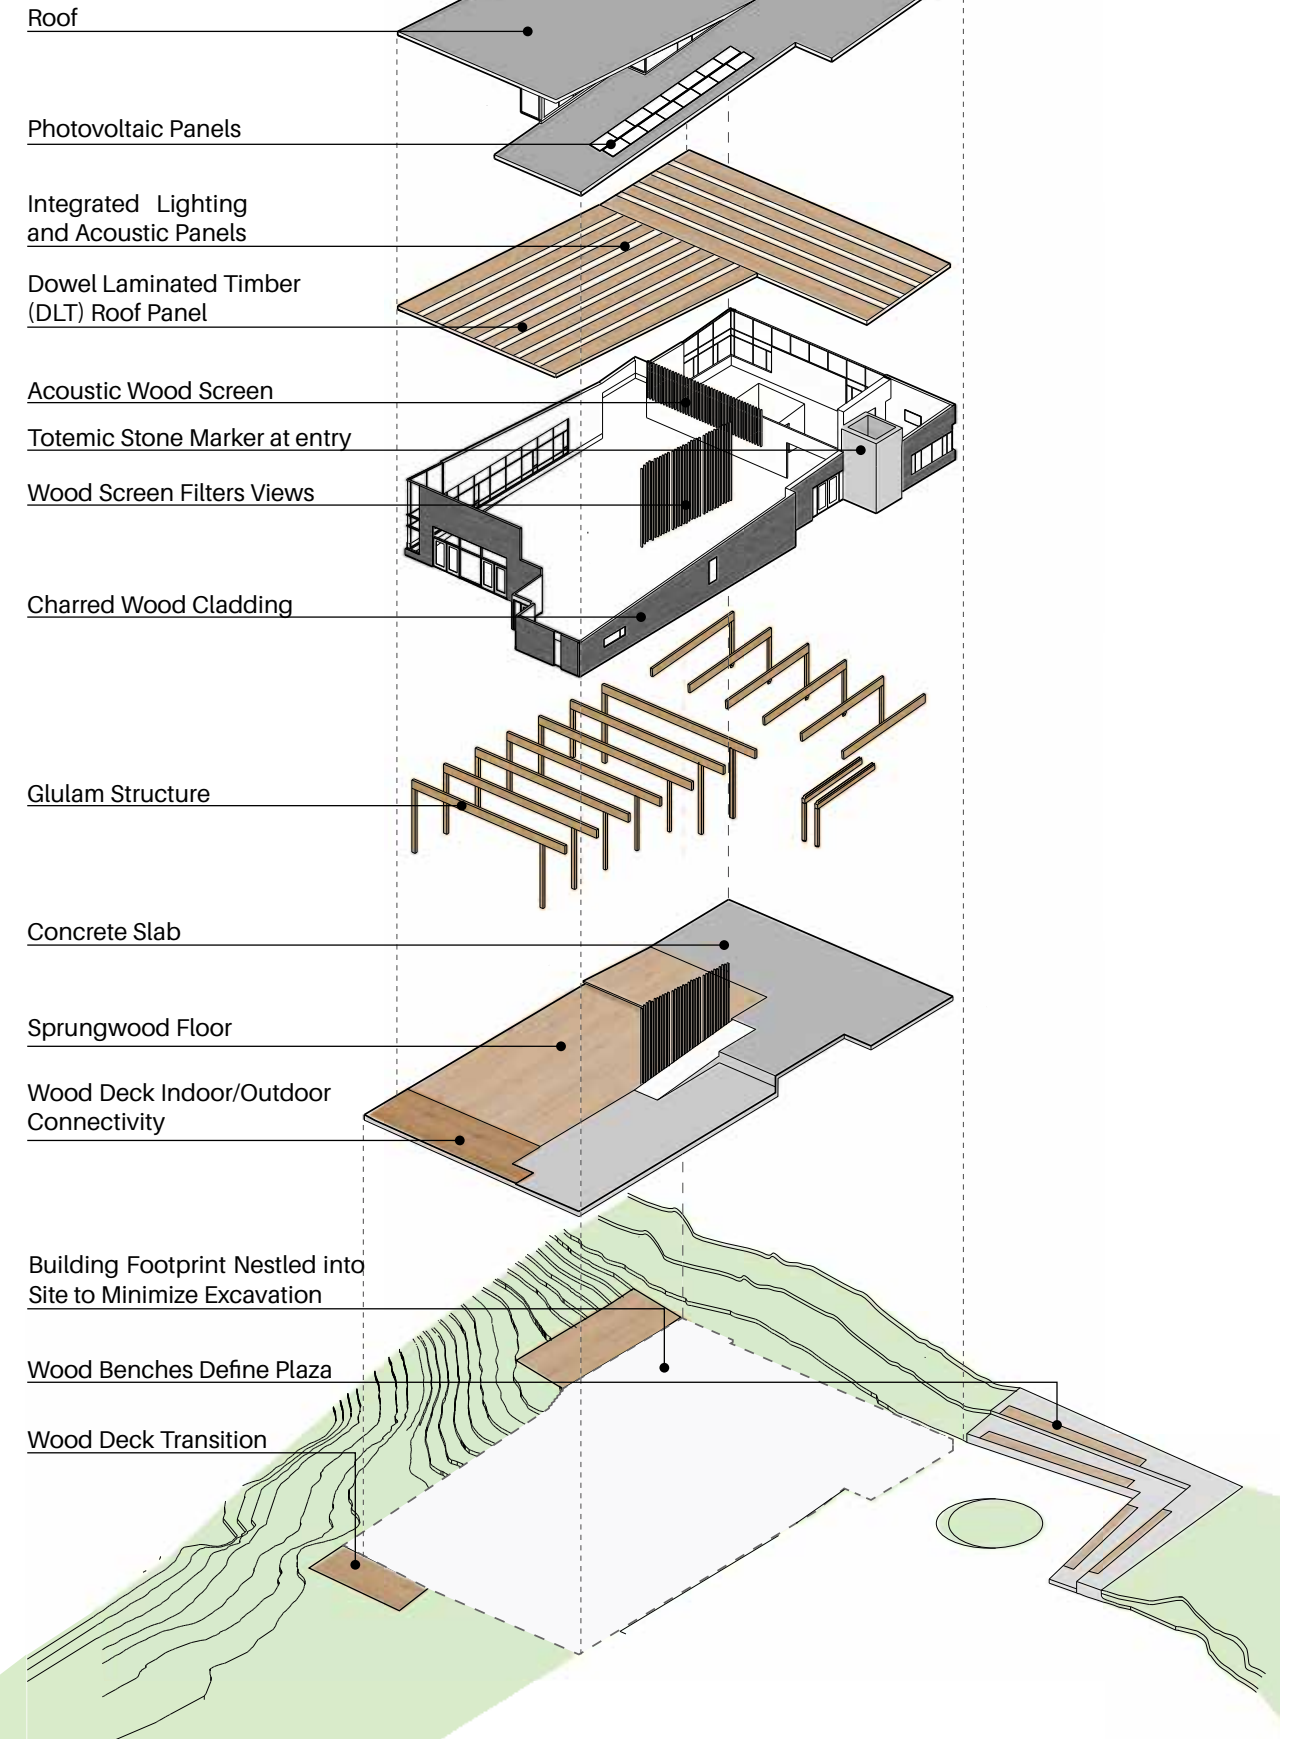 Roof
Photovoltaic Panels
Integrated Lighting
and Acoustic Panels
Dowel Laminated Timber
(DLT) Roof Panel
Acoustic Wood Screen
Totemic Stone Marker at entry
Wood Screen Filters Views
Charred Wood Cladding
Glulam Structure
Concrete Slab
Sprungwood Floor
Wood Deck Indoor/Outdoor
Connectivity
Building Footprint Nestled into
Site to Minimize Excavation
Wood Benches Define Plaza
Wood Deck Transition